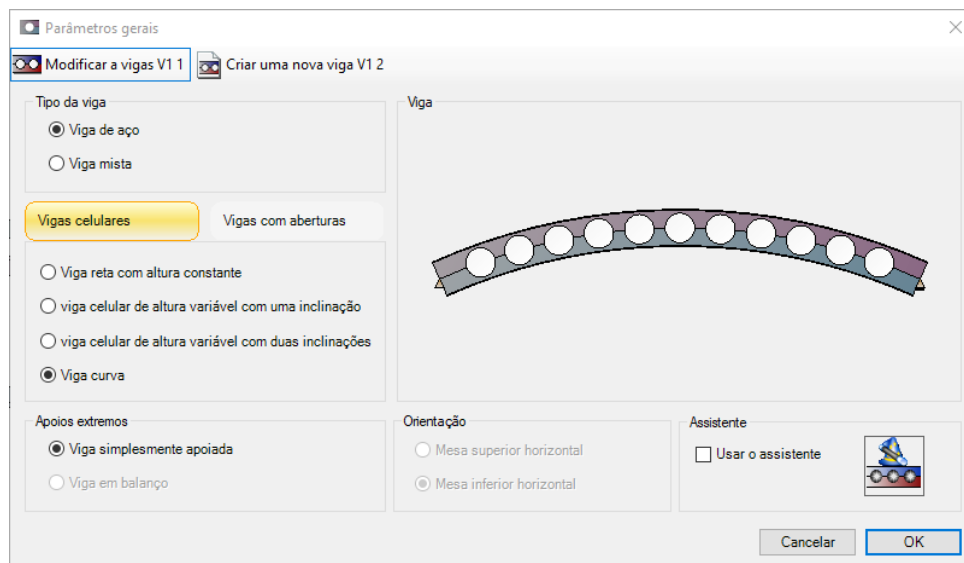 Parâmetros gerais
Modificar a vigas V1 1
Criar uma nova viga V1 2
Tipo da viga
Viga de aço
Viga mista
Viga
Vigas celulares
Vigas com aberturas
Viga reta com altura constante
viga celular de altura variável com uma inclinação
viga celular de altura variável com duas inclinações
Viga curva
Apoios extremos
Viga simplesmente apoiada
Viga em balanço
Orientação
Mesa superior horizontal
Mesa inferior horizontal
Assistente
Usar o assistente
Cancelar
OK